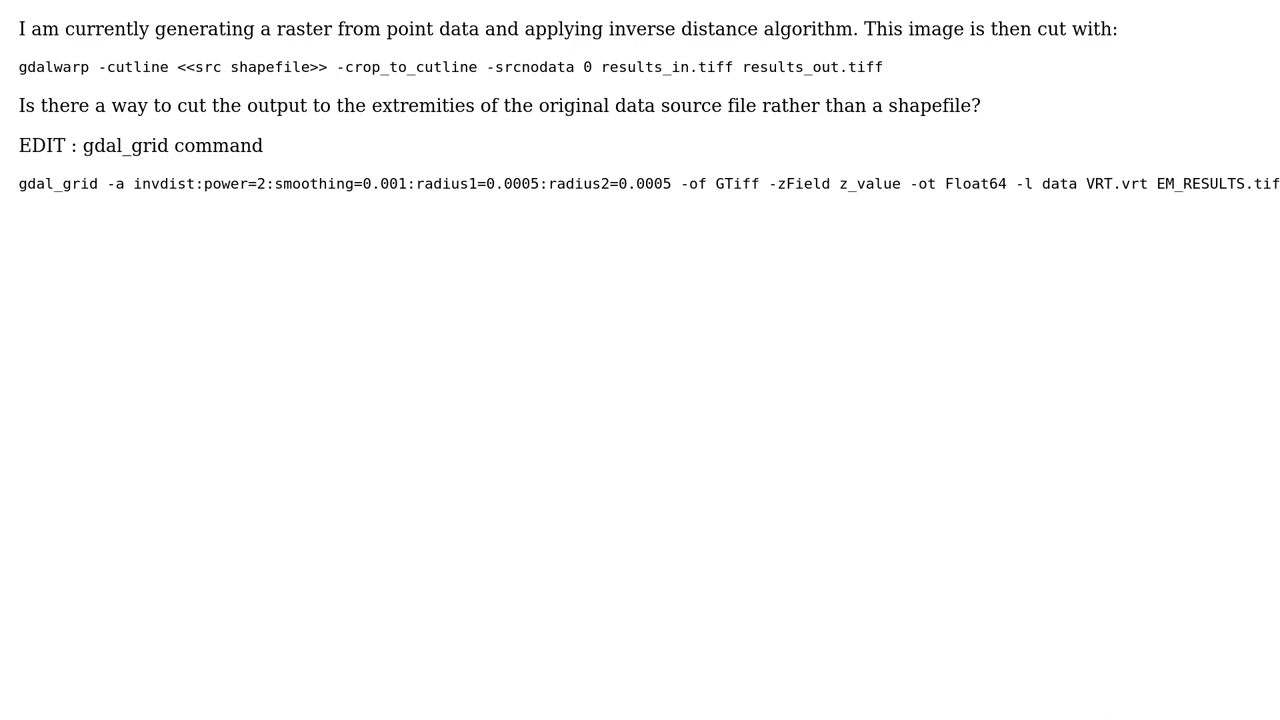 I am currently generating a raster from point data and applying inverse distance algorithm. This image is then cut with:
gdalwarp -cutline <<src shapefile>> -crop_to_cutline -srcnodata 0 results_in.tiff results_out.tiff
Is there a way to cut the output to the extremities of the original data source file rather than a shapefile?
EDIT : gdal_grid command
gdal_grid -a invdist:power=2:smoothing=0.001:radius1=0.0005:radius2=0.0005 -of GTiff -zField z_value -ot Float64 -l data VRT.vrt EM_RESULTS.tif